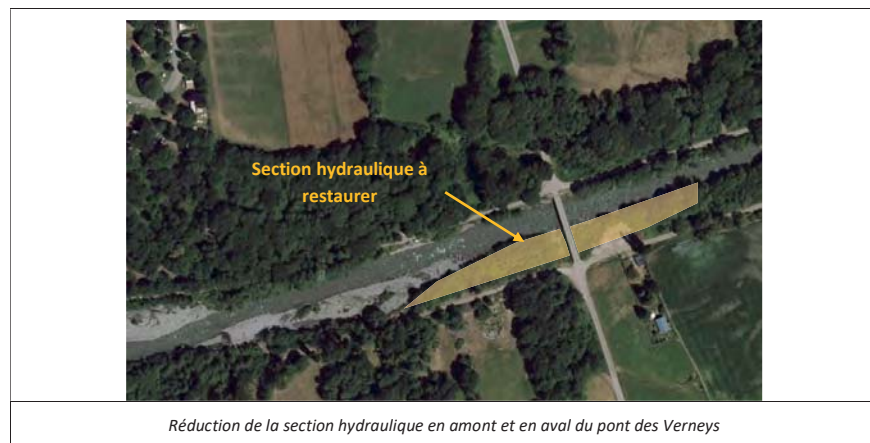 Section hydraulique à
restaurer
Réduction de la section hydraulique en amont et en aval du pont des Verneys